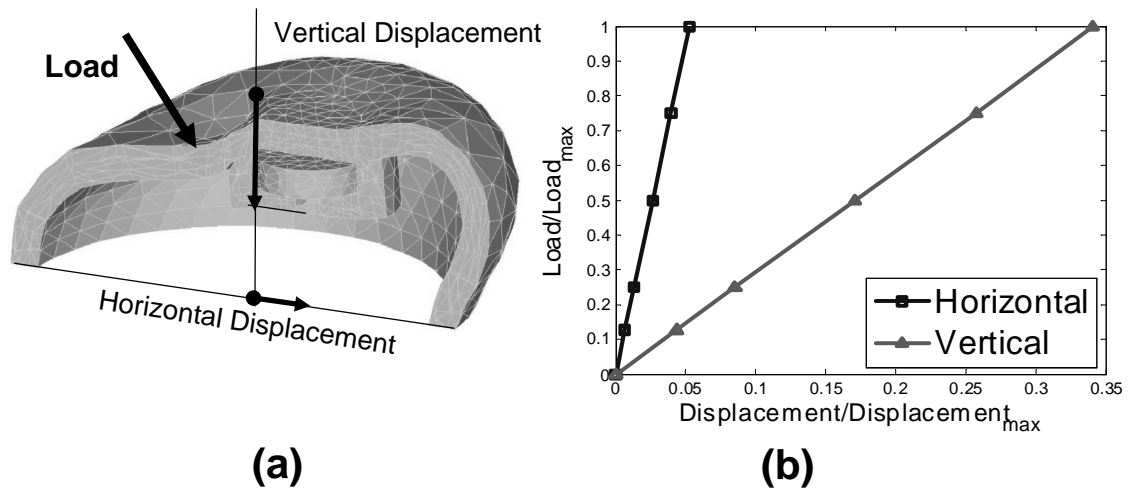 Vertical Displacement
Load
Horizontal Displacement
(a)
Load/Load_max
1
0.9
0.8
0.7
0.6
0.5
0.4
0.3
0.2
0.1
0
0
0.05
0.1
0.15
0.2
0.25
0.3
0.35
Horizontal
Vertical
Displacement/Displacement_max
(b)